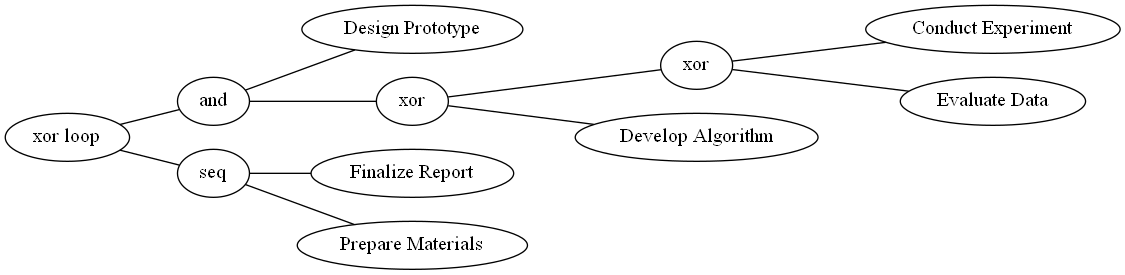 Design Prototype
Conduct Experiment
xor
and
xor
Evaluate Data
xor loop
Develop Algorithm
seq
Finalize Report
Prepare Materials